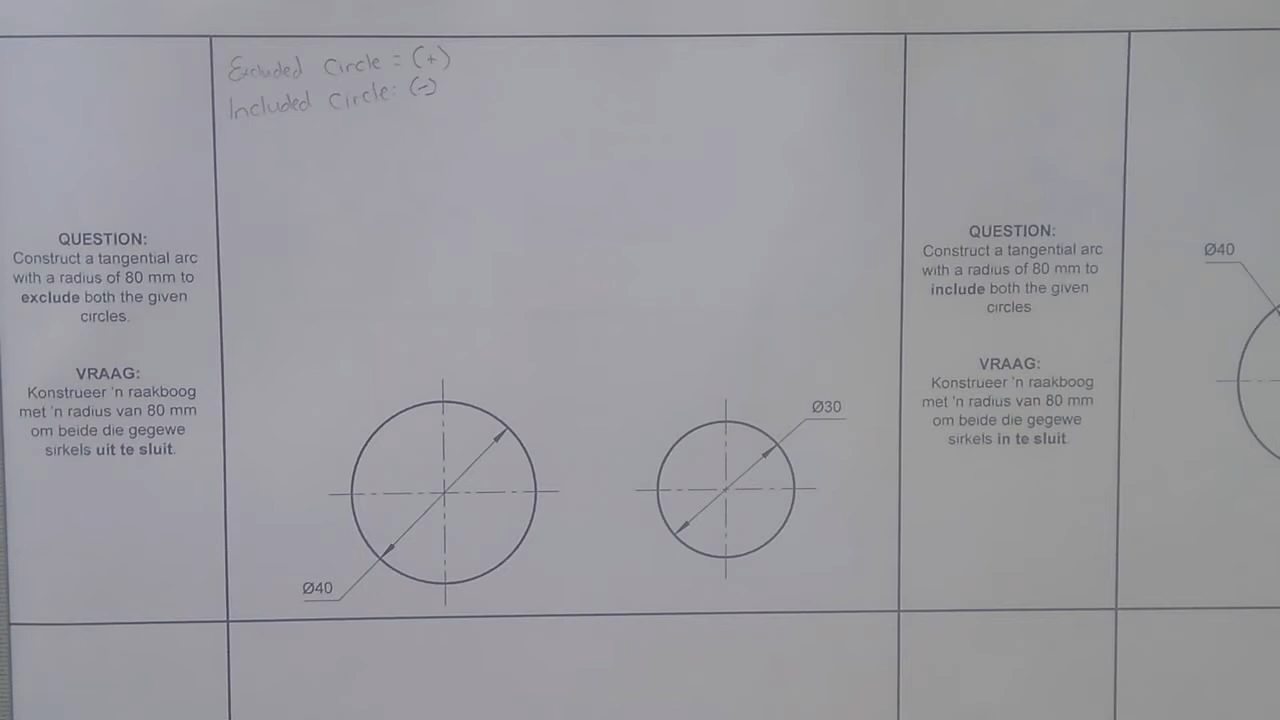 Excluded Circle = (+)
Included Circle: (-)
QUESTION:
Construct a tangential arc
with a radius of 80 mm to
exclude both the given
circles.
VRAAG:
Konstrueer 'n raakboog
met 'n radius van 80 mm
om beide die gegewe
sirkels uit te sluit.
Ø40
Ø30
QUESTION:
Construct a tangential arc
with a radius of 80 mm to
include both the given
circles
VRAAG:
Konstrueer 'n raakboog
met 'n radius van 80 mm
om beide die gegewe
sirkels in te sluit.
Ø40